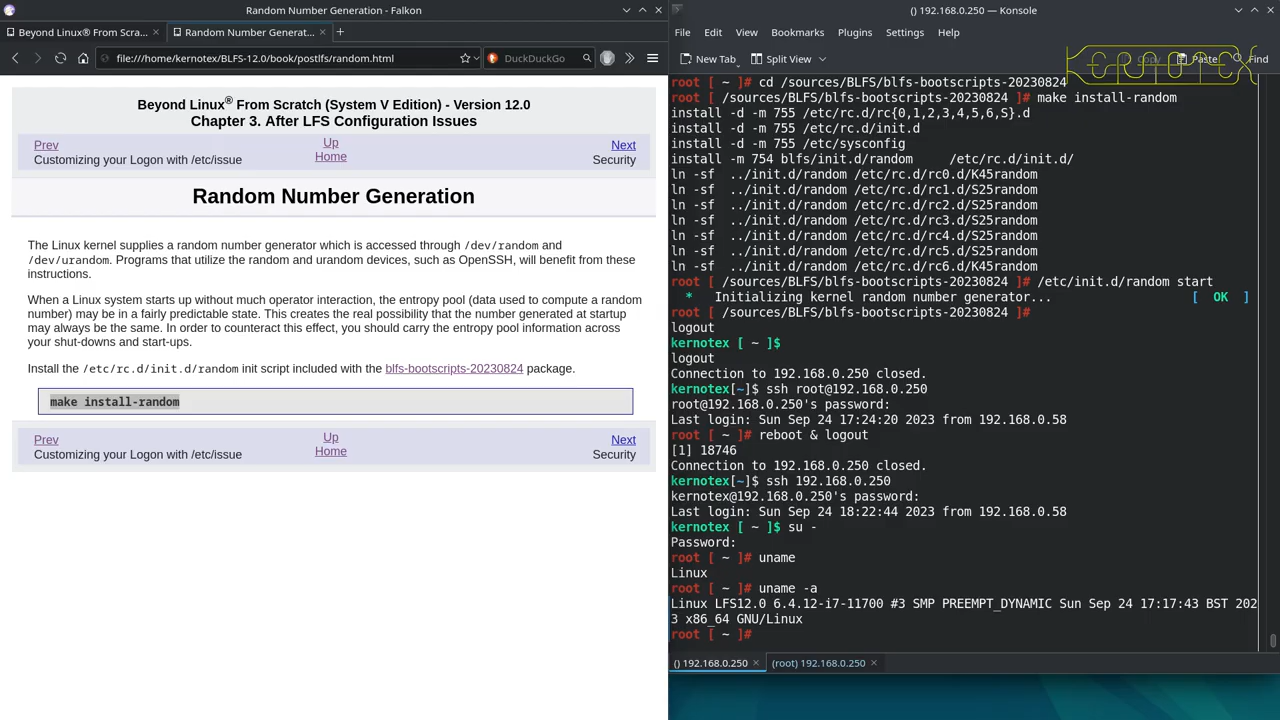 Random Number Generation - Falkon
Beyond Linux® From Scra...
Random Number Generat...
file:///home/kernotex/BLFS-12.0/book/postlfs/random.html
DuckDuckGo
Beyond Linux® From Scratch (System V Edition) - Version 12.0
Chapter 3. After LFS Configuration Issues
Prev Up Next
Customizing your Logon with /etc/issue Home Security
Random Number Generation
The Linux kernel supplies a random number generator which is accessed through /dev/random and
/dev/urandom. Programs that utilize the random and urandom devices, such as OpenSSH, will benefit from these
instructions.
When a Linux system starts up without much operator interaction, the entropy pool (data used to compute a random
number) may be in a fairly predictable state. This creates the real possibility that the number generated at startup
may always be the same. In order to counteract this effect, you should carry the entropy pool information across
your shut-downs and start-ups.
Install the /etc/rc.d/init.d/random init script included with the blfs-bootscripts-20230824 package.
make install-random
Prev Up Next
Customizing your Logon with /etc/issue Home Security
() 192.168.0.250 — Konsole
File Edit View Bookmarks Plugins Settings Help
New Tab Split View Copy Paste Find
KERNOTEX
root [ ~ ]# cd /sources/BLFS/blfs-bootscripts-20230824
root [ /sources/BLFS/blfs-bootscripts-20230824 ]# make install-random
install -d -m 755 /etc/rc.d/rc{0,1,2,3,4,5,6,S}.d
install -d -m 755 /etc/rc.d/init.d
install -d -m 755 /etc/sysconfig
install -m 754 blfs/init.d/random     /etc/rc.d/init.d/
ln -sf  ../init.d/random /etc/rc.d/rc0.d/K45random
ln -sf  ../init.d/random /etc/rc.d/rc1.d/S25random
ln -sf  ../init.d/random /etc/rc.d/rc2.d/S25random
ln -sf  ../init.d/random /etc/rc.d/rc3.d/S25random
ln -sf  ../init.d/random /etc/rc.d/rc4.d/S25random
ln -sf  ../init.d/random /etc/rc.d/rc5.d/S25random
ln -sf  ../init.d/random /etc/rc.d/rc6.d/K45random
root [ /sources/BLFS/blfs-bootscripts-20230824 ]# /etc/init.d/random start
*   Initializing kernel random number generator...                   [  OK  ]
root [ /sources/BLFS/blfs-bootscripts-20230824 ]#
logout
kernotex [ ~ ]$
logout
Connection to 192.168.0.250 closed.
kernotex[~]$ ssh root@192.168.0.250
root@192.168.0.250's password:
Last login: Sun Sep 24 17:24:20 2023 from 192.168.0.58
root [ ~ ]# reboot & logout
[1] 18746
Connection to 192.168.0.250 closed.
kernotex[~]$ ssh 192.168.0.250
kernotex@192.168.0.250's password:
Last login: Sun Sep 24 18:22:44 2023 from 192.168.0.58
kernotex [ ~ ]$ su -
Password:
root [ ~ ]# uname
Linux
root [ ~ ]# uname -a
Linux LFS12.0 6.4.12-i7-11700 #3 SMP PREEMPT_DYNAMIC Sun Sep 24 17:17:43 BST 202
3 x86_64 GNU/Linux
root [ ~ ]#
() 192.168.0.250
(root) 192.168.0.250